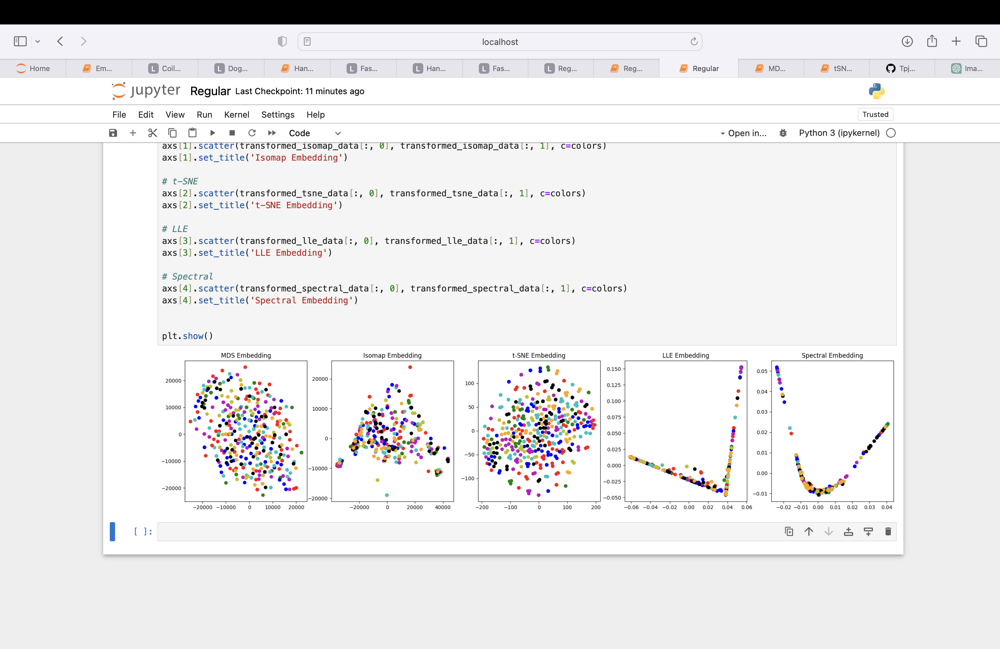 localhost
Home
Em...
L Coil...
L Dog...
Han...
L Fas...
L Han...
L Fas...
L Reg...
Reg...
Regular
MD...
tSN...
Tpj...
Ima...
jupyter Regular Last Checkpoint: 11 minutes ago
File Edit View Run Kernel Settings Help
Trusted
Code
Open in...
Python 3 (ipykernel)
axs[1].scatter(transformed_isomap_data[:, 0], transformed_isomap_data[:, 1], c=colors)
axs[1].set_title('Isomap Embedding')
# t-SNE
axs[2].scatter(transformed_tsne_data[:, 0], transformed_tsne_data[:, 1], c=colors)
axs[2].set_title('t-SNE Embedding')
# LLE
axs[3].scatter(transformed_lle_data[:, 0], transformed_lle_data[:, 1], c=colors)
axs[3].set_title('LLE Embedding')
# Spectral
axs[4].scatter(transformed_spectral_data[:, 0], transformed_spectral_data[:, 1], c=colors)
axs[4].set_title('Spectral Embedding')
plt.show()
MDS Embedding
20000
10000
0
−10000
−20000
−20000 −10000 0 10000 20000
Isomap Embedding
20000
10000
0
−10000
−20000
−20000 0 20000 40000
t-SNE Embedding
100
50
0
−50
−100
−200 −100 0 100 200
LLE Embedding
0.150
0.125
0.100
0.075
0.050
0.025
0.000
−0.025
−0.050
−0.06 −0.04 −0.02 0.00 0.02 0.04 0.06
Spectral Embedding
0.05
0.04
0.03
0.02
0.01
0.00
−0.01
−0.02 −0.01 0.00 0.01 0.02 0.03 0.04
[ ]: